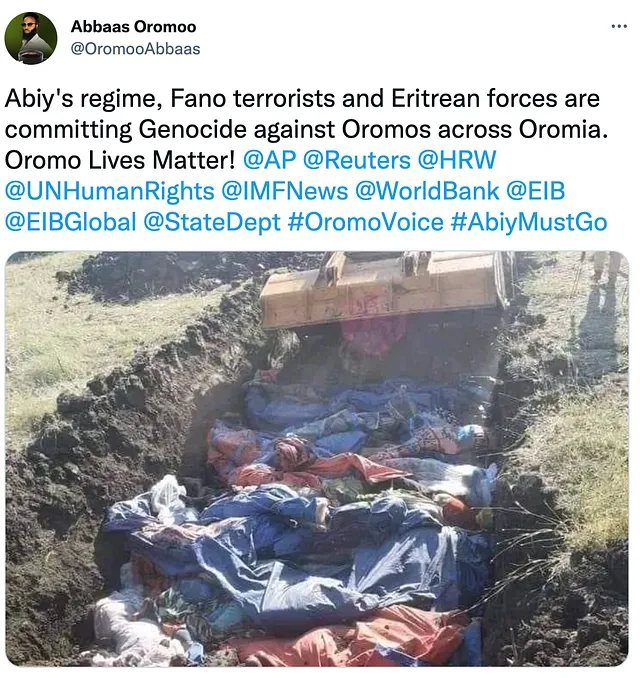 Abbaas Oromoo
@OromooAbbaas
Abiy's regime, Fano terrorists and Eritrean forces are
committing Genocide against Oromos across Oromia.
Oromo Lives Matter! @AP @Reuters @HRW
@UNHumanRights @IMFNews @WorldBank @EIB
@EIBGlobal @StateDept #OromoVoice #AbiyMustGo